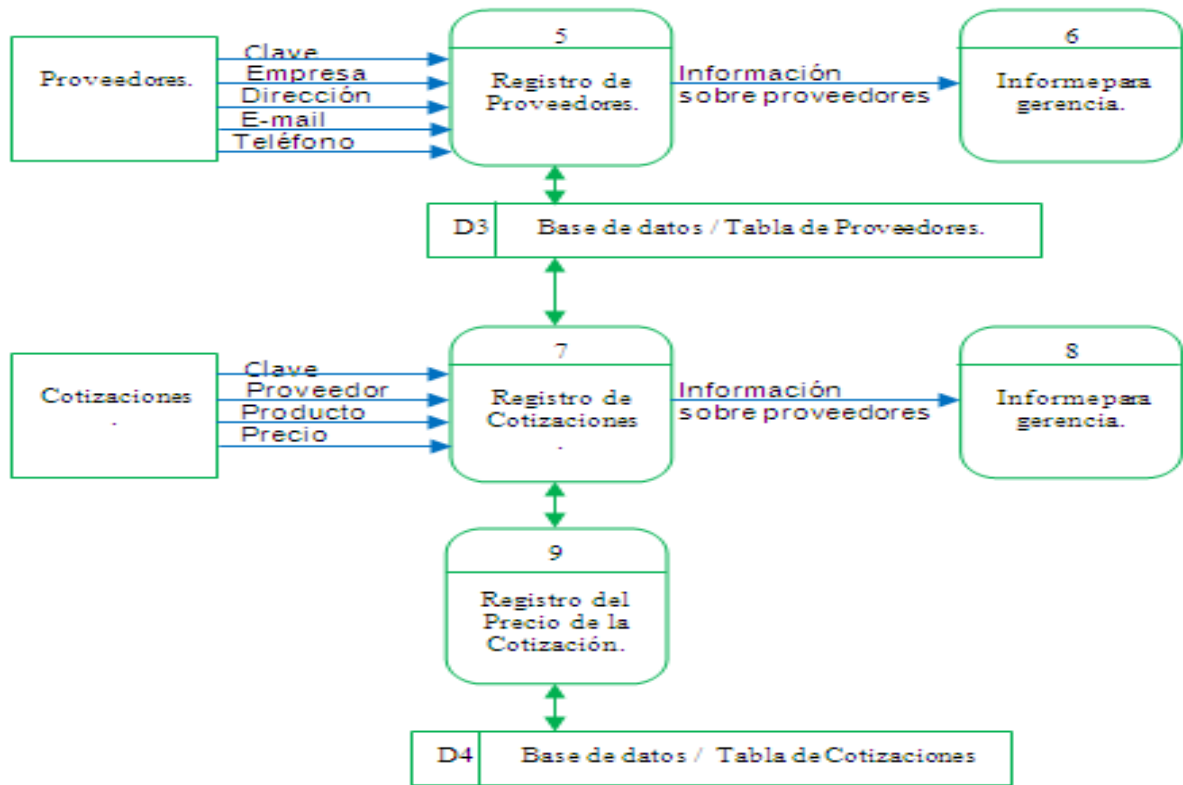 Proveedores.
Clave
Empresa
Dirección
E-mail
Teléfono
5
Registro de
Proveedores.
Información
sobre proveedores
6
Informe para
gerencia.
D3
Base de datos / Tabla de Proveedores.
Cotizaciones
.
Clave
Proveedor
Producto
Precio
7
Registro de
Cotizaciones
.
Información
sobre proveedores
8
Informe para
gerencia.
9
Registro del
Precio de la
Cotización.
D4
Base de datos / Tabla de Cotizaciones